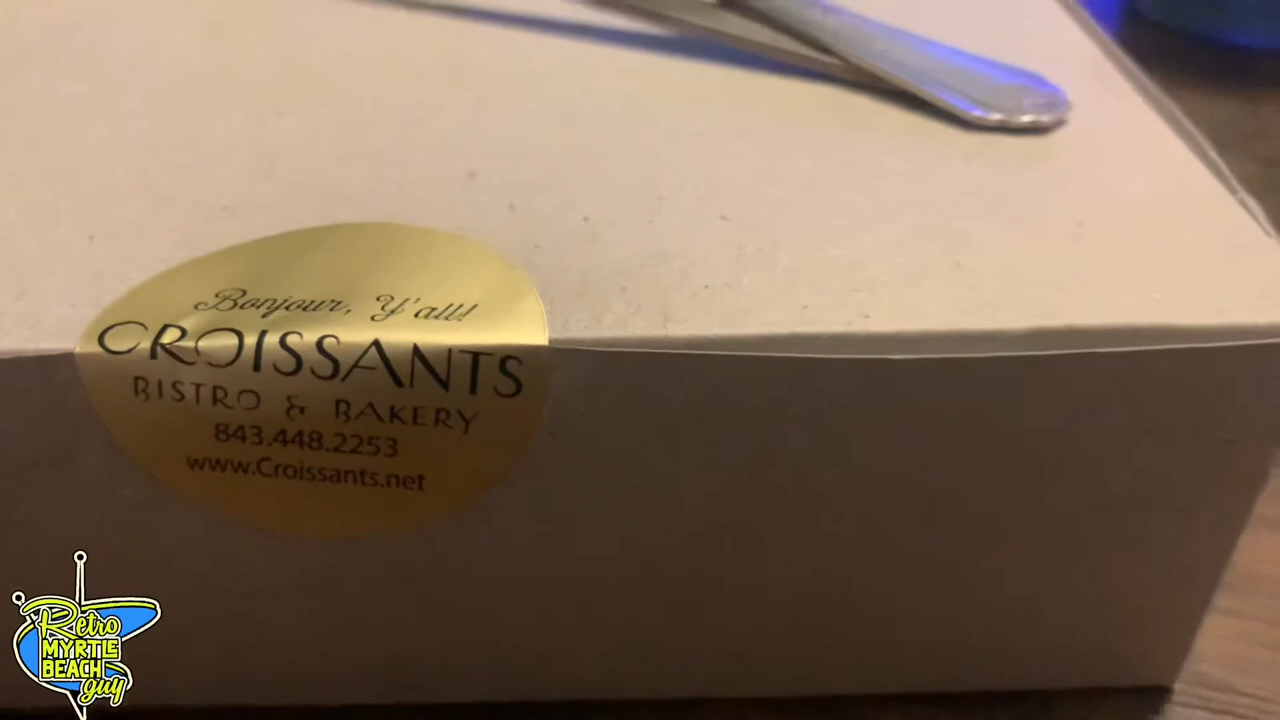 Bonjour, Y'all!
CROISSANTS
BISTRO & BAKERY
843.448.2253
www.Croissants.net
Retro
MYRTLE
BEACH
guy